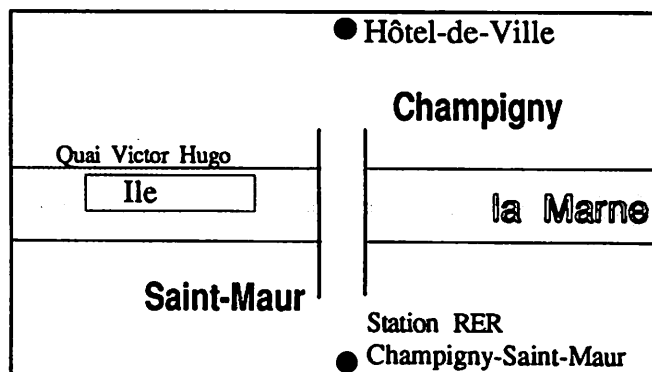 Hôtel-de-Ville
Champigny
Quai Victor Hugo
Ile
la Marne
Saint-Maur
Station RER
Champigny-Saint-Maur